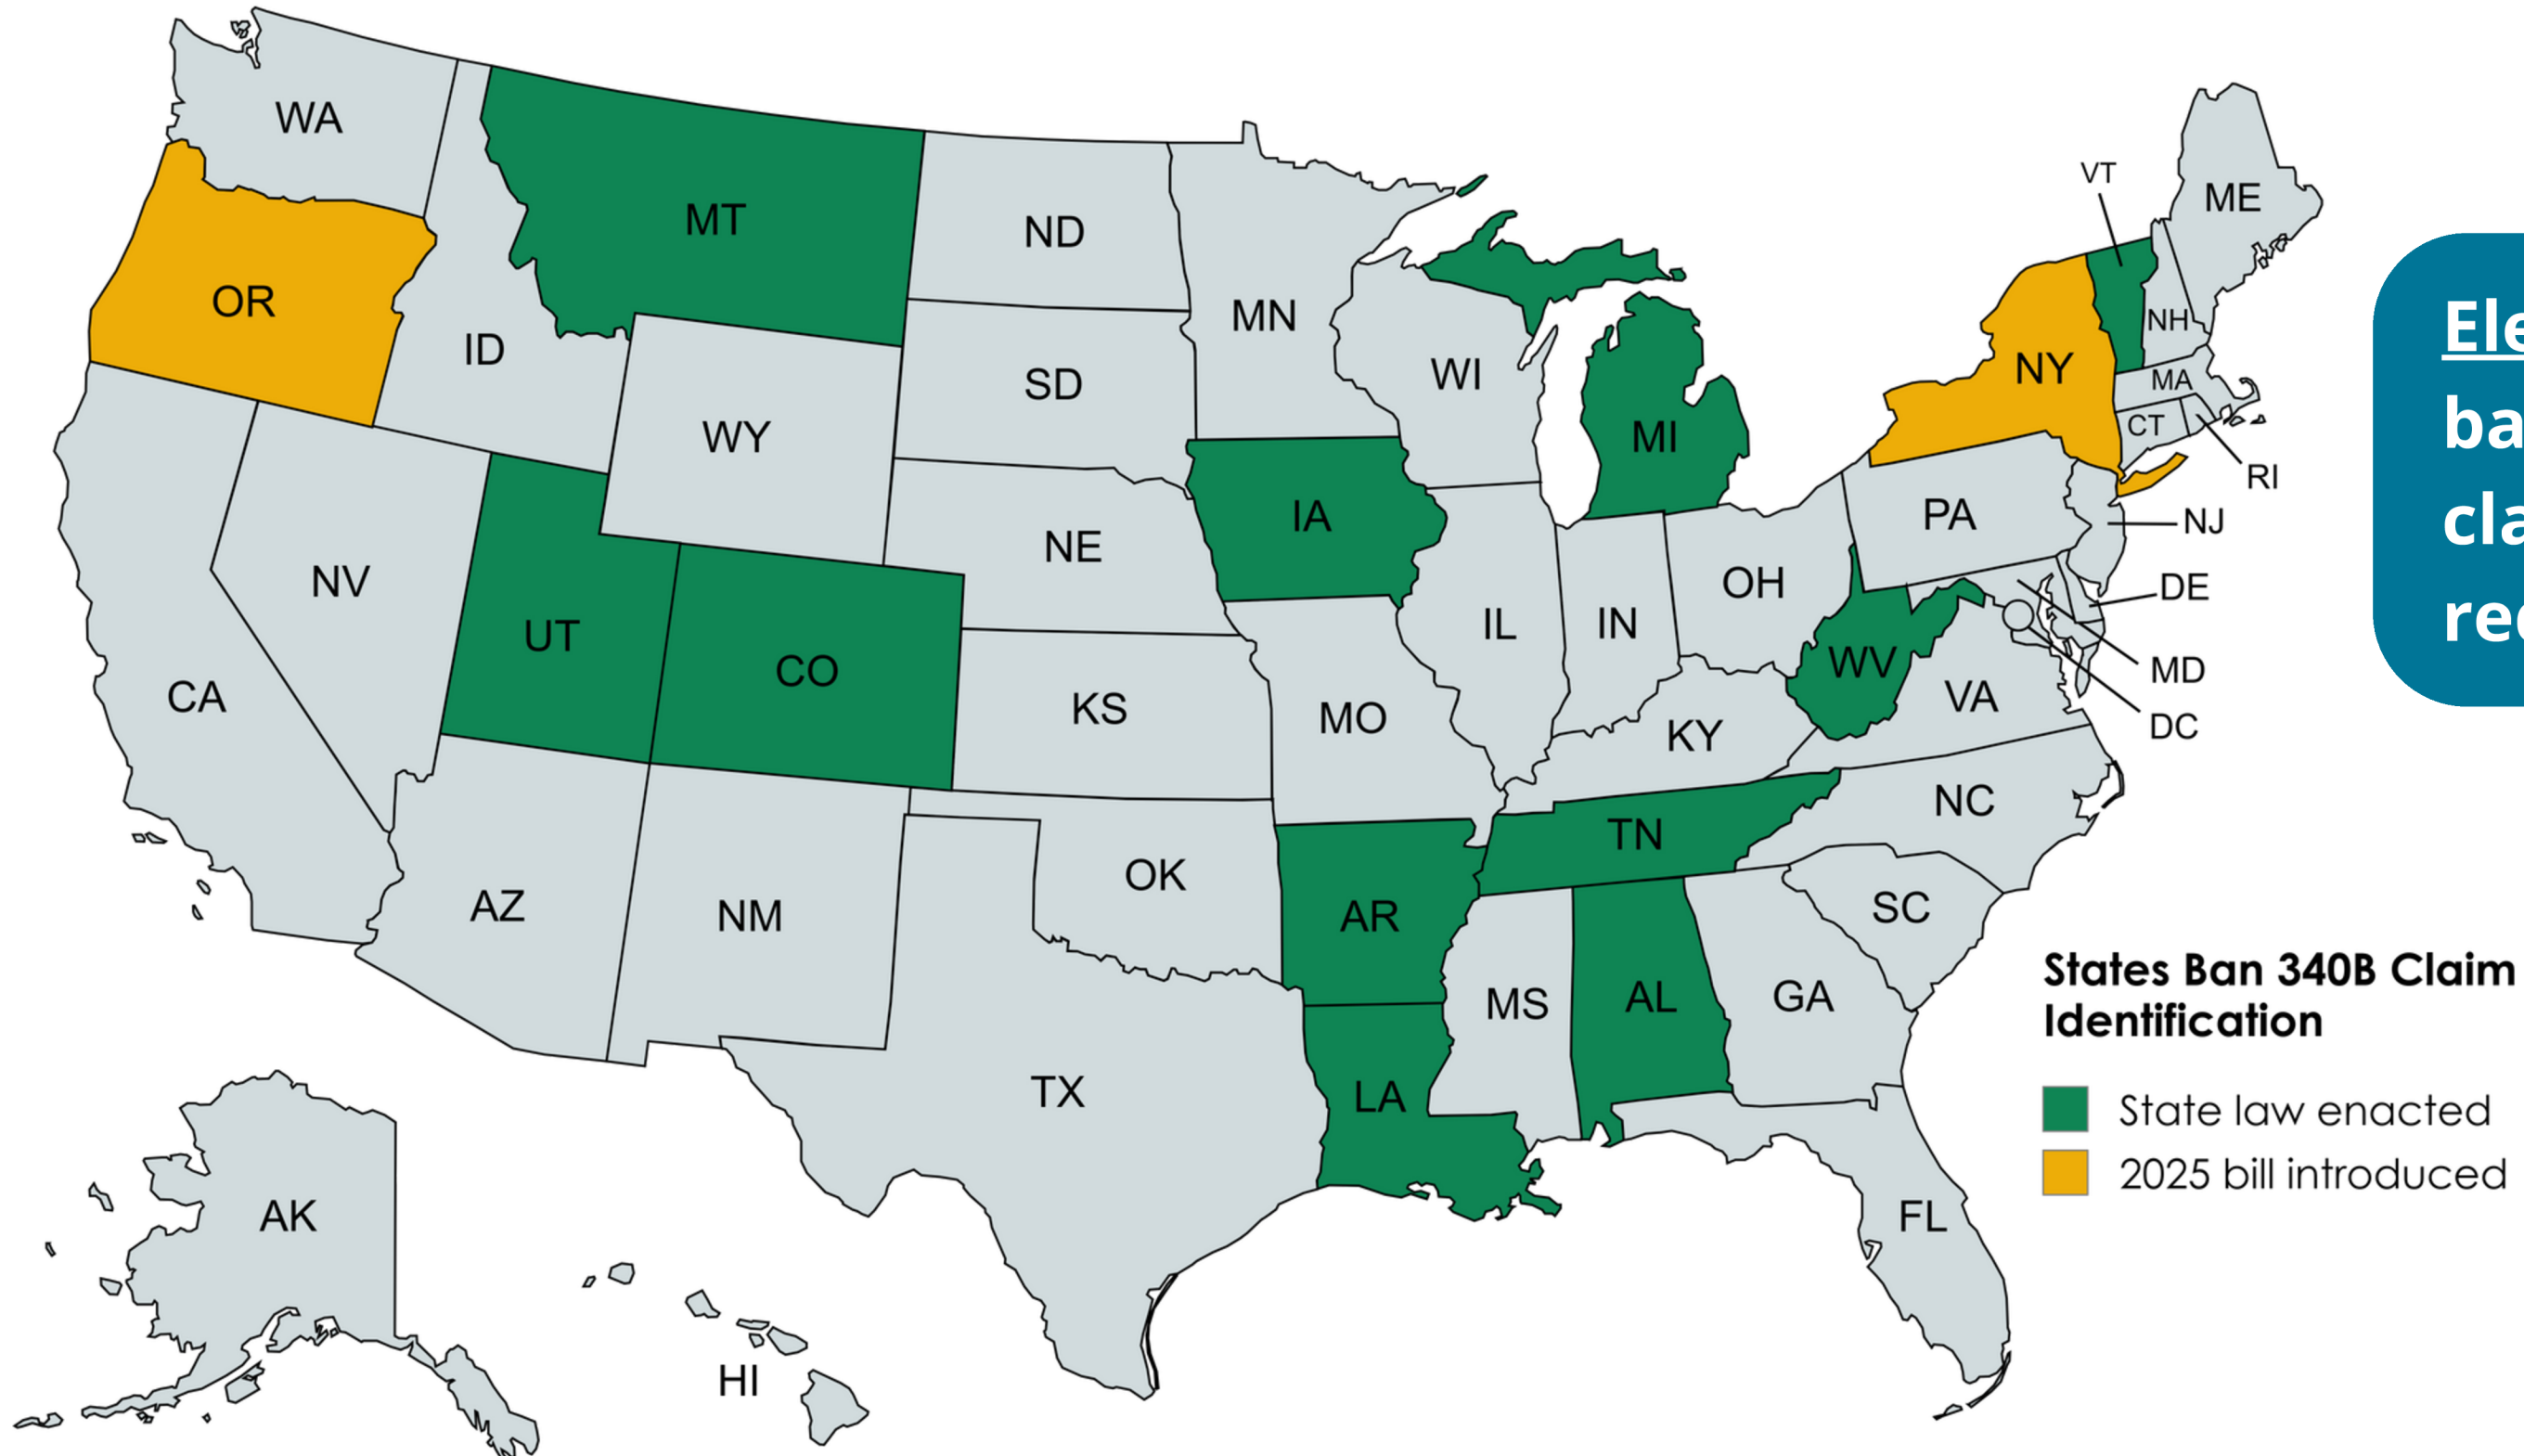 WA
MT
ND
MN
VT
ME
OR
ID
SD
WI
NH
NY
MA
WY
MI
CT
RI
IA
PA
NJ
NE
NV
OH
DE
UT
IL
IN
CO
WV
MD
CA
KS
MO
VA
DC
KY
NC
TN
OK
AZ
NM
AR
SC
MS
AL
GA
TX
LA
AK
FL
HI
States Ban 340B Claim
Identification
State law enacted
2025 bill introduced